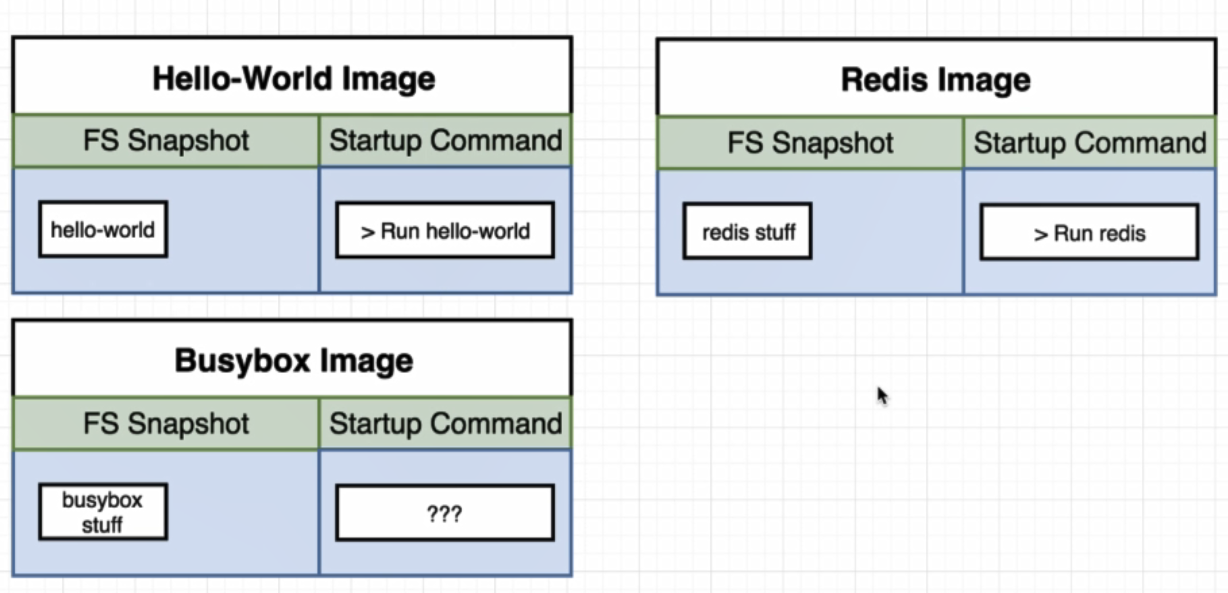 Hello-World Image
FS Snapshot
Startup Command
hello-world
> Run hello-world
Redis Image
FS Snapshot
Startup Command
redis stuff
> Run redis
Busybox Image
FS Snapshot
Startup Command
busybox
stuff
???